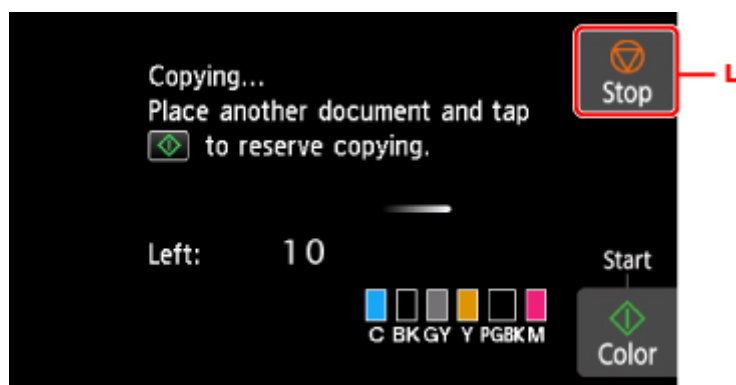 Copying...
Place another document and tap
to reserve copying.
Stop
L
Left: 10
Start
C BK GY Y PGBK M
Color